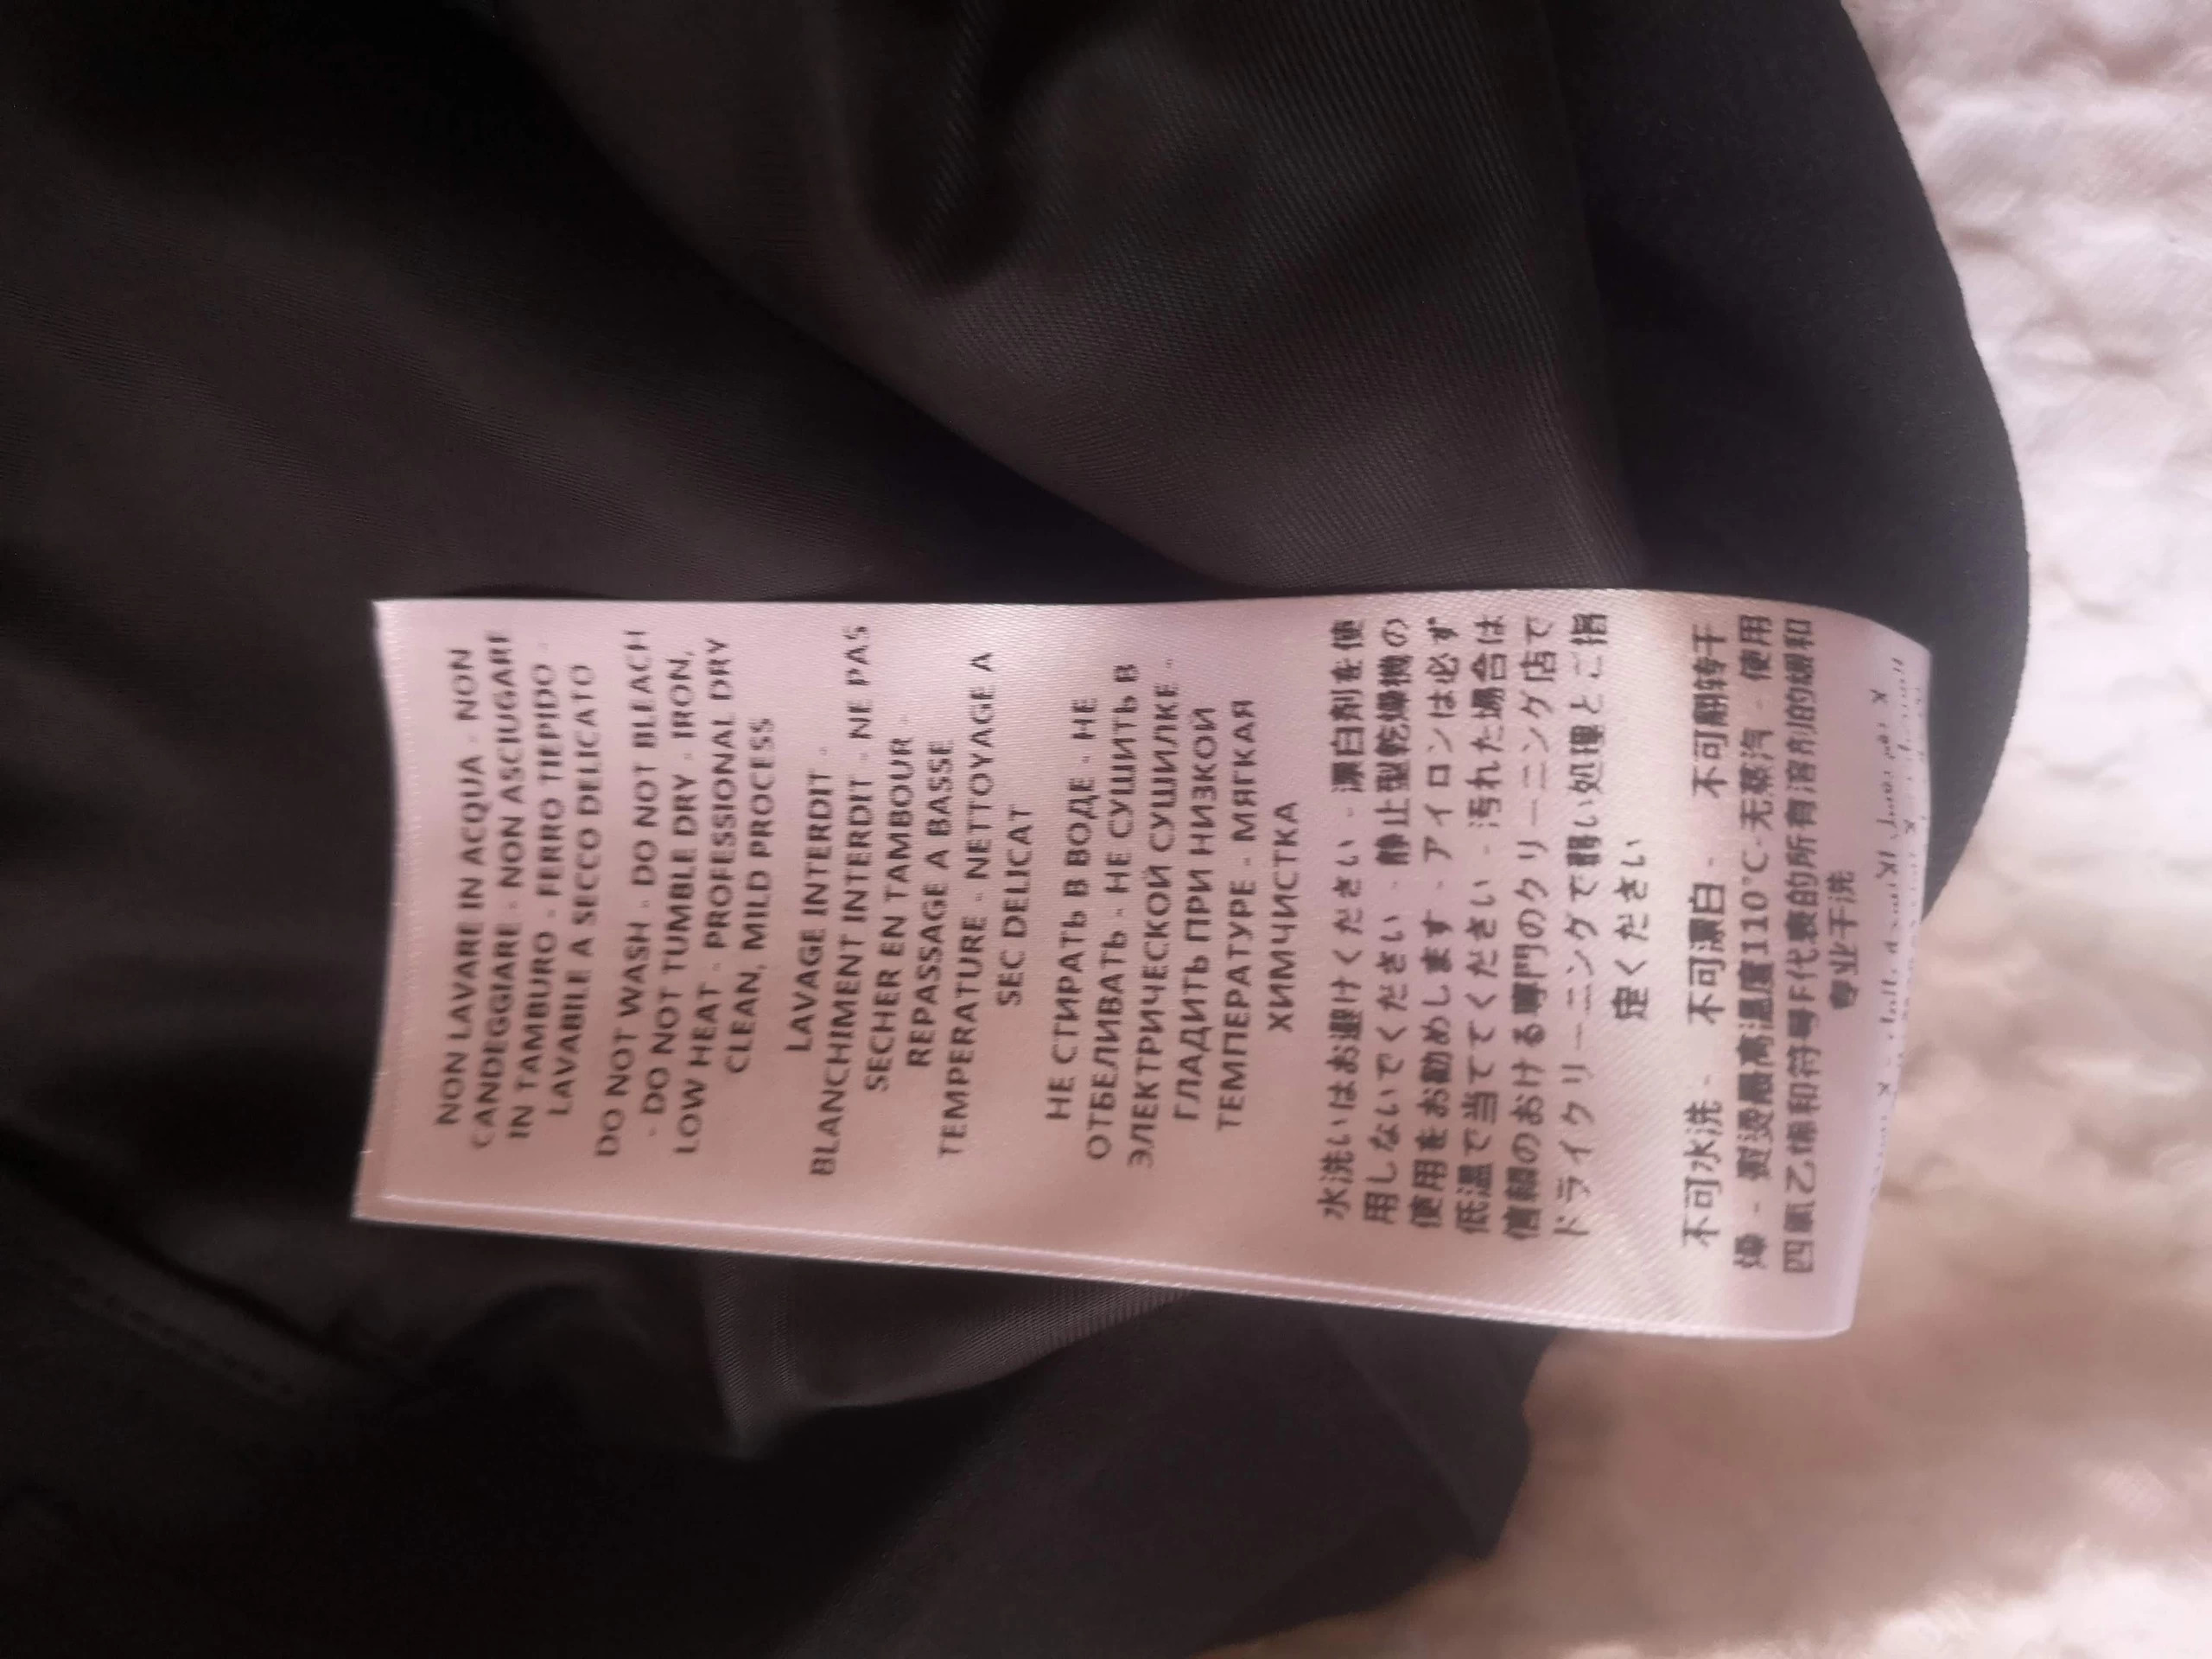 NON LAVARE IN ACQUA - NON
CANDEGGIARE - NON ASCIUGARE
IN TAMBURO - FERRO TIEPIDO -
LAVABILE A SECCO DELICATO
DO NOT WASH - DO NOT BLEACH
- DO NOT TUMBLE DRY - IRON,
LOW HEAT - PROFESSIONAL DRY
CLEAN, MILD PROCESS
LAVAGE INTERDIT -
BLANCHIMENT INTERDIT - NE PAS
SECHER EN TAMBOUR -
REPASSAGE A BASSE
TEMPERATURE - NETTOYAGE A
SEC DELICAT
НЕ СТИРАТЬ В ВОДЕ - НЕ
ОТБЕЛИВАТЬ - НЕ СУШИТЬ В
ЭЛЕКТРИЧЕСКОЙ СУШИЛКЕ -
ГЛАДИТЬ ПРИ НИЗКОЙ
ТЕМПЕРАТУРЕ - МЯГКАЯ
ХИМЧИСТКА
水洗いはお避けください - 漂白剤を使
用しないでください - 静止型乾燥機の
使用をお勧めします - アイロンは必ず
低温で当ててください - 汚れた場合は
信頼のおける専門のクリーニング店で
ドライクリーニングで弱い処理とご指
定ください
不可水洗 - 不可漂白 - 不可翻转干
燥 - 熨烫最高温度110°C-无蒸汽 - 使用
四氯乙烯和符号F代表的所有溶剂的缓和
专业干洗